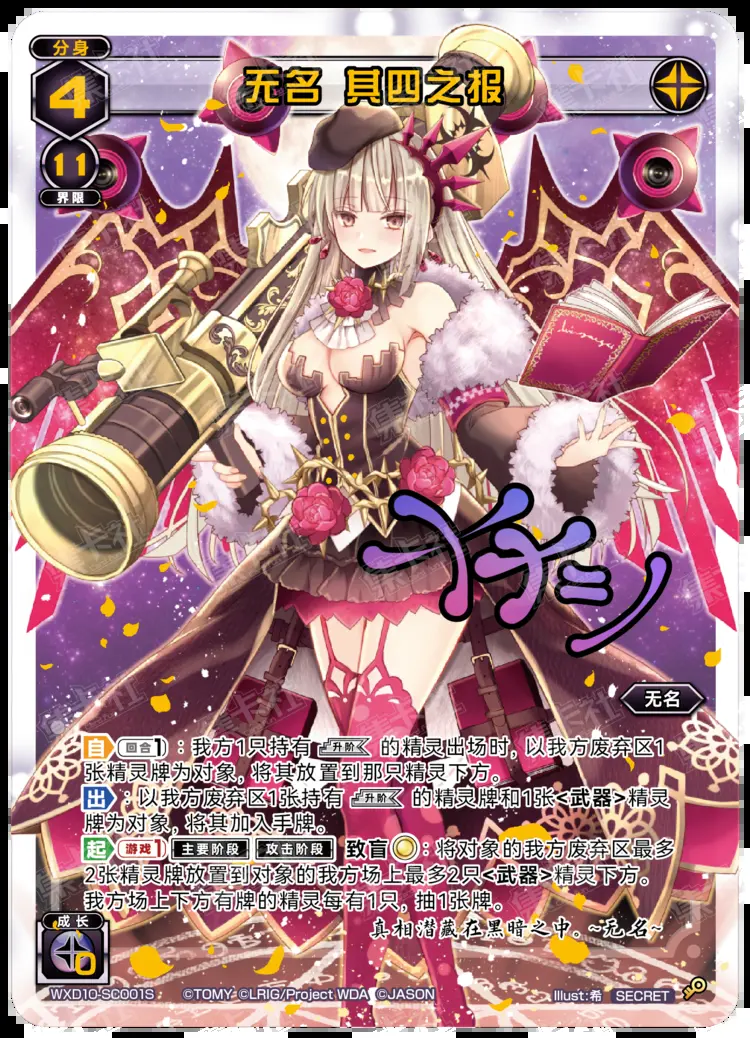 分身
4
无名 其四之报
11
界限
无名
自 回合1 ：我方1只持有 升阶 的精灵出场时，以我方废弃区1
张精灵牌为对象，将其放置到那只精灵下方。
出 ：以我方废弃区1张持有 升阶 的精灵牌和1张<武器>精灵
牌为对象，将其加入手牌。
起 游戏1 主要阶段 攻击阶段 致盲 ：将对象的我方废弃区最多
2张精灵牌放置到对象的我方场上最多2只<武器>精灵下方。
我方场上下方有牌的精灵每有1只，抽1张牌。
真相潜藏在黑暗之中。~无名~
成长
0
WXD10-SC001S ©TOMY ©LRIG/Project WDA ©JASON Illust:希 SECRET
集卡社